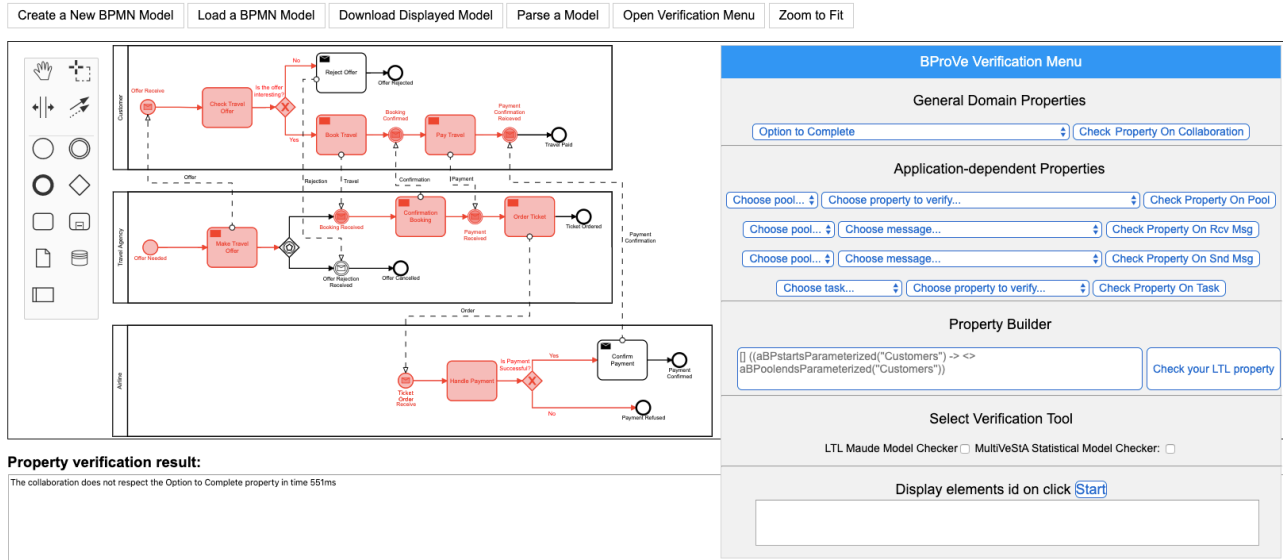 Create a New BPMN Model
Load a BPMN Model
Download Displayed Model
Parse a Model
Open Verification Menu
Zoom to Fit
Customer
Offer Receive
Check Travel
Offer
Is the offer
interesting?
No
Yes
Reject Offer
Offer Rejected
Book Travel
Booking
Confirmed
Pay Travel
Payment
Confirmation
Received
Travel Paid
Offer
Rejection
Travel
Confirmation
Payment
Travel Agency
Offer Needed
Make Travel
Offer
Booking Received
Confirmation
Booking
Payment
Received
Order Ticket
Ticket Ordered
Offer Rejection
Received
Offer Cancelled
Payment
Confirmation
Order
Airline
Ticket
Order
Receive
Handle Payment
Is Payment
Successful?
Yes
No
Confirm
Payment
Payment
Confirmed
Payment Refused
BProVe Verification Menu
General Domain Properties
Option to Complete
Check Property On Collaboration
Application-dependent Properties
Choose pool... Choose property to verify... Check Property On Pool
Choose pool... Choose message... Check Property On Rcv Msg
Choose pool... Choose message... Check Property On Snd Msg
Choose task... Choose property to verify... Check Property On Task
Property Builder
[] ((aBPstartsParameterized("Customers") -> <>
aBPoolendsParameterized("Customers"))
Check your LTL property
Select Verification Tool
LTL Maude Model Checker MultiVeStA Statistical Model Checker:
Display elements id on click Start
Property verification result:
The collaboration does not respect the Option to Complete property in time 551ms